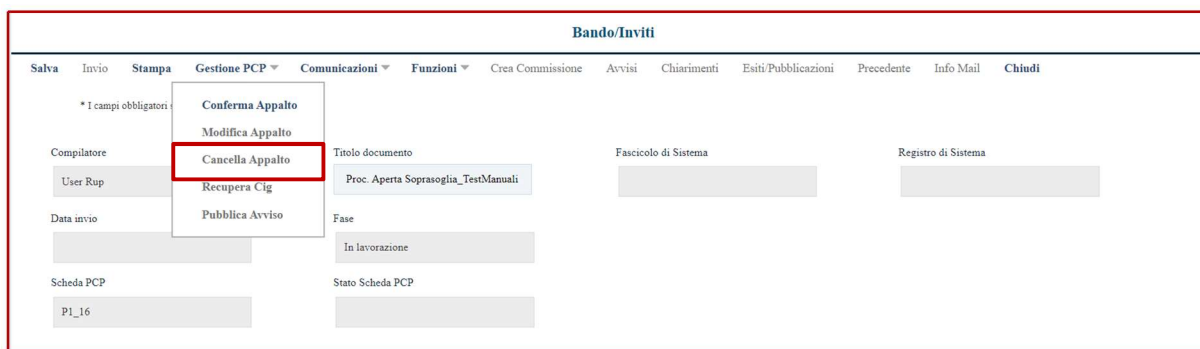 Bando/Inviti
Salva Invio Stampa Gestione PCP Comunicazioni Funzioni Crea Commissione Avvisi Chiarimenti Esiti/Pubblicazioni Precedente Info Mail Chiudi
* I campi obbligatori
Conferma Appalto
Modifica Appalto
Cancella Appalto
Recupera Cig
Pubblica Avviso
Compilatore Titolo documento Fascicolo di Sistema Registro di Sistema
User Rup Proc. Aperta Soprasoglia_TestManuali
Data invio Fase
In lavorazione
Scheda PCP Stato Scheda PCP
P1_16